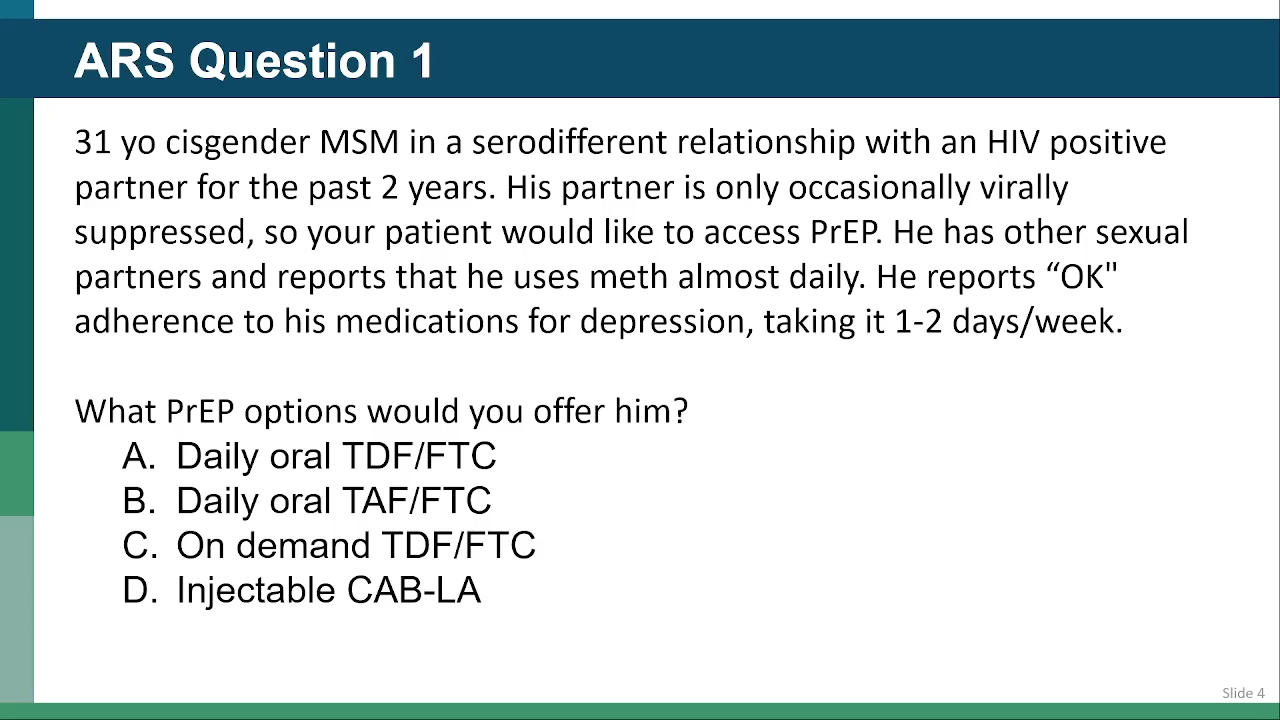 ARS Question 1
31 yo cisgender MSM in a serodifferent relationship with an HIV positive
partner for the past 2 years. His partner is only occasionally virally
suppressed, so your patient would like to access PrEP. He has other sexual
partners and reports that he uses meth almost daily. He reports “OK"
adherence to his medications for depression, taking it 1-2 days/week.
What PrEP options would you offer him?
A. Daily oral TDF/FTC
B. Daily oral TAF/FTC
C. On demand TDF/FTC
D. Injectable CAB-LA
Slide 4